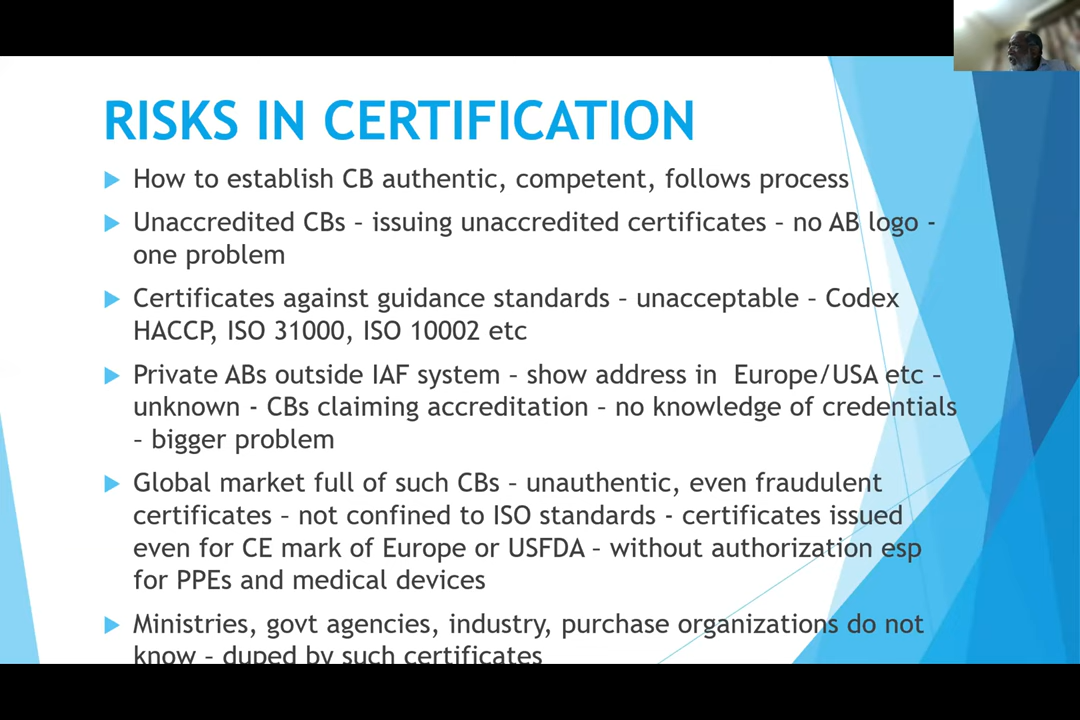 RISKS IN CERTIFICATION
How to establish CB authentic, competent, follows process
Unaccredited CBs – issuing unaccredited certificates – no AB logo -
one problem
Certificates against guidance standards – unacceptable – Codex
HACCP, ISO 31000, ISO 10002 etc
Private ABs outside IAF system – show address in  Europe/USA etc –
unknown - CBs claiming accreditation – no knowledge of credentials
– bigger problem
Global market full of such CBs – unauthentic, even fraudulent
certificates – not confined to ISO standards - certificates issued
even for CE mark of Europe or USFDA – without authorization esp
for PPEs and medical devices
Ministries, govt agencies, industry, purchase organizations do not
know – duped by such certificates